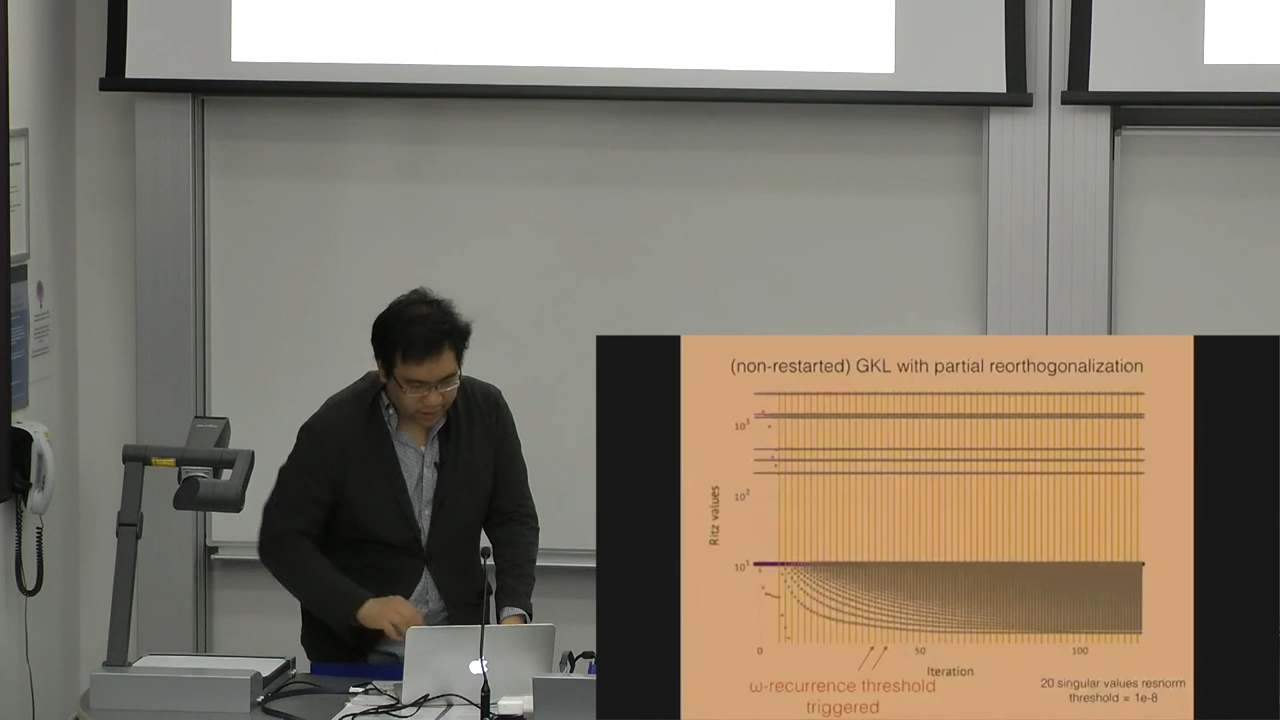 (non-restarted) GKL with partial reorthogonalization
10³
10²
10¹
Ritz values
0
50
100
Iteration
ω-recurrence threshold
triggered
20 singular values resnorm
threshold = 1e-8